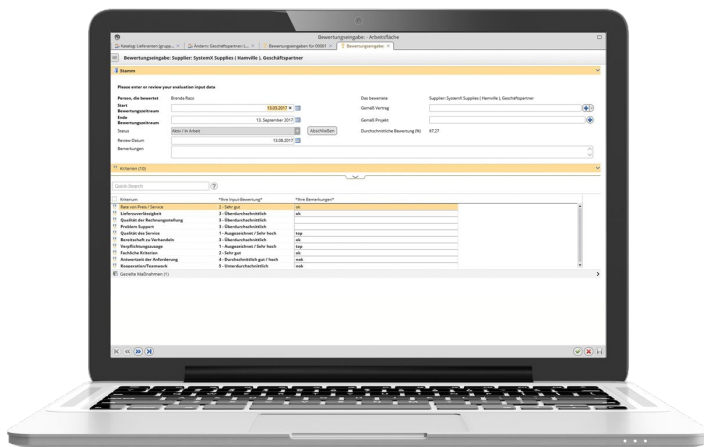 Bewertungseingabe: - Arbeitsfläche
Katalog Lieferanten (grupp... × Ändern: Geschäftspartner (... × Bewertungseingaben für 00001 × Bewertungseingabe: ×
Bewertungseingabe: Supplier: SystemX Supplies ( Hamville ), Geschäftspartner
Stamm
Please enter or review your evaluation input data
Person, die bewertet Brenda Razo Das bewertete Supplier: SystemX Supplies ( Hamville ), Geschäftspartner
Start Bewertungszeitraum 13.03.2017 × Gemäß Vertrag
Ende Bewertungszeitraum 13. September 2017 Gemäß Projekt
Status Aktiv / In Arbeit Abschließen Durchschnittliche Bewertung (%) 67,27
Review-Datum 13.08.2017
Bemerkungen
Kriterien (10)
Quick Search ?
Kriterium *Ihre Input-Bewertung* *Ihre Bemerkungen*
Rate von Preis / Service 2 - Sehr gut ok
Lieferzuverlässigkeit 3 - Überdurchschnittlich ok
Qualität der Rechnungsstellung 3 - Überdurchschnittlich
Problem Support 3 - Überdurchschnittlich
Qualität des Service 1 - Ausgezeichnet / Sehr hoch top
Bereitschaft zu Verhandeln 3 - Überdurchschnittlich ok
Verpflichtungsaussage 1 - Ausgezeichnet / Sehr hoch top
Fachliche Kriterien 2 - Sehr gut ok
Antwortzeit der Anforderung 4 - Durchschnittlich gut / hoch nok
Kooperation/Teamwork 5 - Unterdurchschnittlich nok
Gezielte Maßnahmen (1)